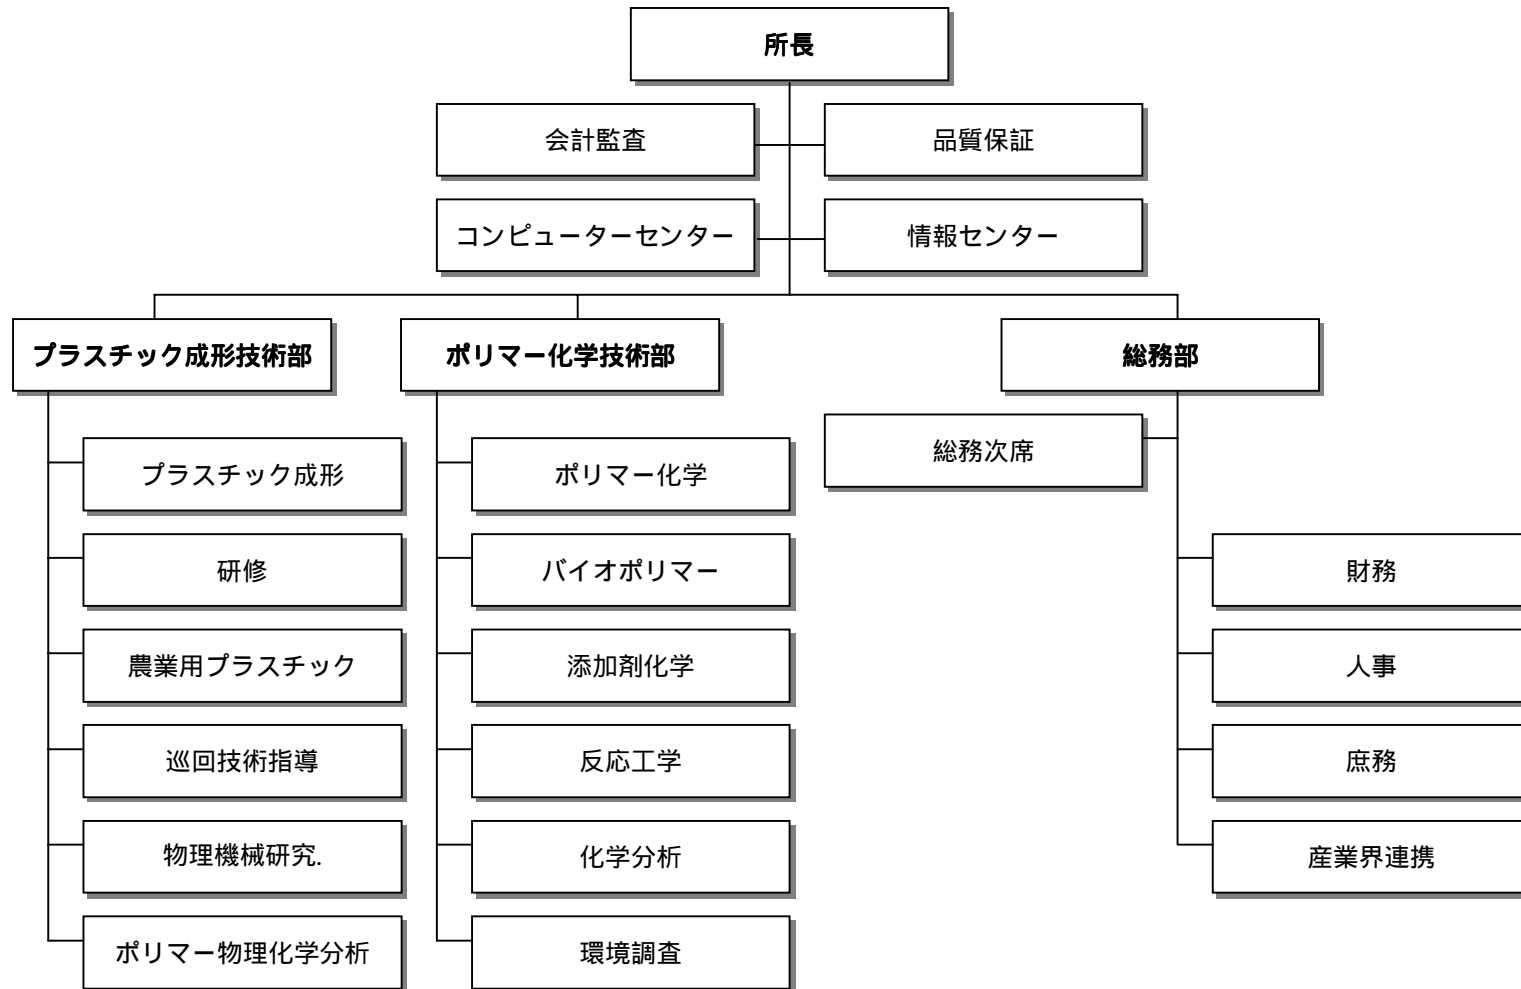 所長
会計監査
品質保証
コンピューターセンター
情報センター
プラスチック成形技術部
ポリマー化学技術部
総務部
総務次席
プラスチック成形
研修
農業用プラスチック
巡回技術指導
物理機械研究.
ポリマー物理化学分析
ポリマー化学
バイオポリマー
添加剤化学
反応工学
化学分析
環境調査
財務
人事
庶務
産業界連携